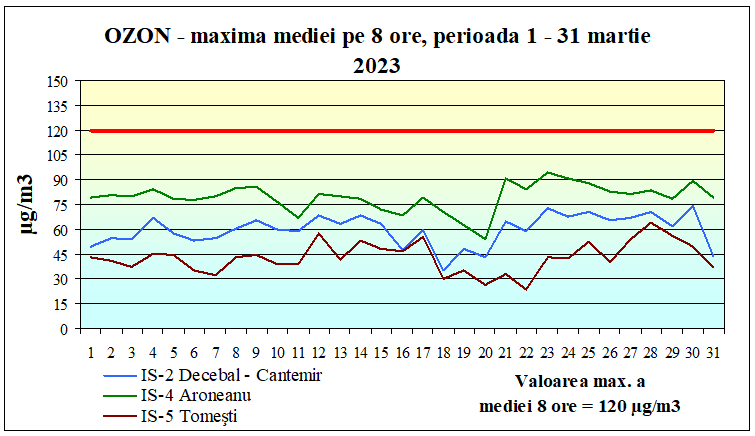 OZON - maxima mediei pe 8 ore, perioada 1 - 31 martie
2023
µg/m3
150
135
120
105
90
75
60
45
30
15
0
1 2 3 4 5 6 7 8 9 10 11 12 13 14 15 16 17 18 19 20 21 22 23 24 25 26 27 28 29 30 31
IS-2 Decebal - Cantemir
IS-4 Aroneanu
IS-5 Tomeşti
Valoarea max. a
mediei 8 ore = 120 µg/m3